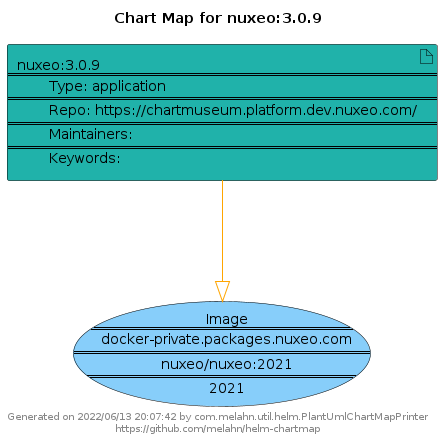 Chart Map for nuxeo:3.0.9
nuxeo:3.0.9
Type: application
Repo: https://chartmuseum.platform.dev.nuxeo.com/
Maintainers:
Keywords:
Image
docker-private.packages.nuxeo.com
nuxeo/nuxeo:2021
2021
Generated on 2022/06/13 20:07:42 by com.melahn.util.helm.PlantUmlChartMapPrinter
https://github.com/melahn/helm-chartmap